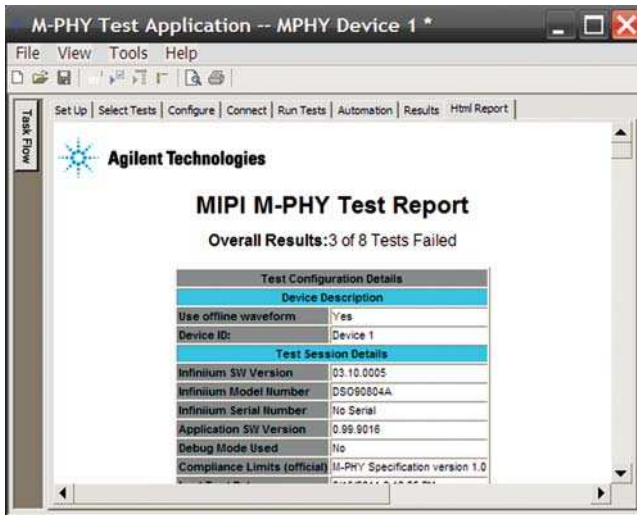 M-PHY Test Application -- MPHY Device 1 *
File View Tools Help
Task Flow
Set Up | Select Tests | Configure | Connect | Run Tests | Automation | Results Html Report |
Agilent Technologies
MIPI M-PHY Test Report
Overall Results:3 of 8 Tests Failed
Test Configuration Details
Device Description
Use offline waveform Yes
Device ID: Device 1
Test Session Details
Infiniium SW Version 03.10.0005
Infiniium Model Number DSO90804A
Infiniium Serial Number No Serial
Application SW Version 0.99.9016
Debug Mode Used No
Compliance Limits (official) M-PHY Specification version 1.0